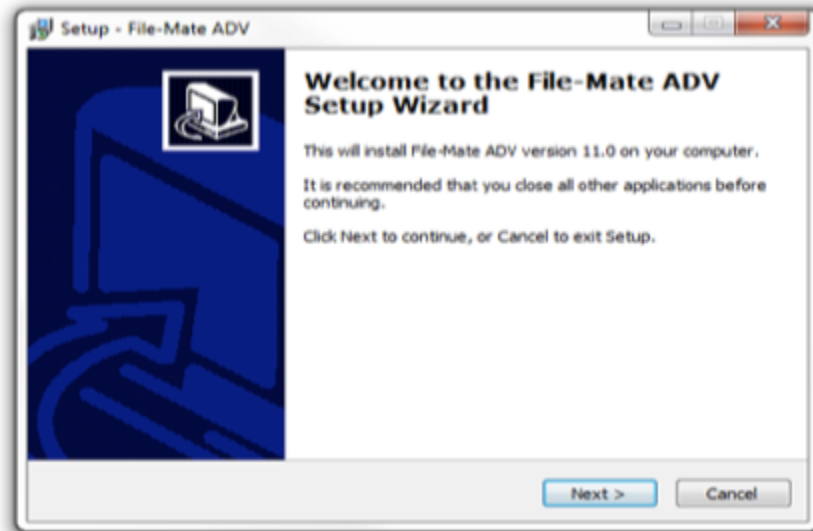 Setup - File-Mate ADV
Welcome to the File-Mate ADV
Setup Wizard
This will install File-Mate ADV version 11.0 on your computer.
It is recommended that you close all other applications before
continuing.
Click Next to continue, or Cancel to exit Setup.
Next >
Cancel